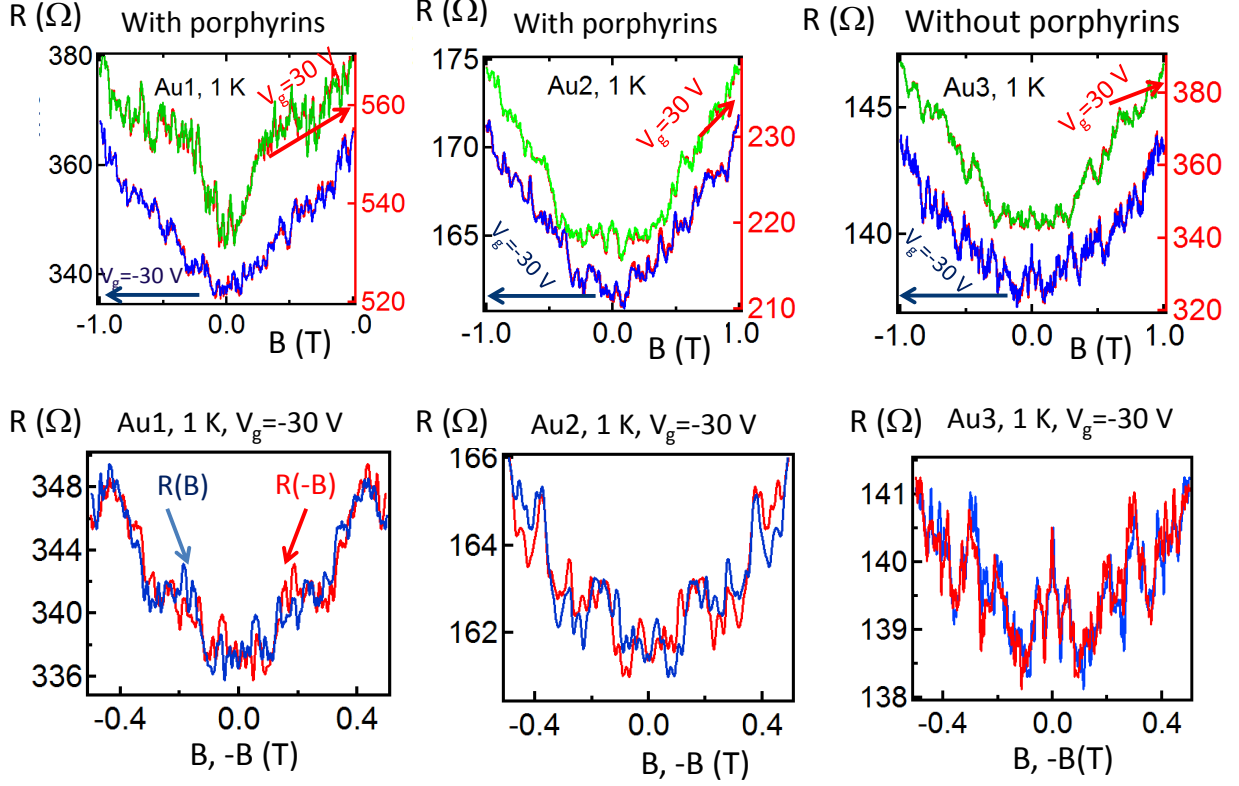 R (Ω) With porphyrins
R (Ω) With porphyrins
R (Ω) Without porphyrins
380
360
340
Au1, 1 K
Vg=30 V
Vg=-30 V
560
540
520
-1.0 0.0 .0
B (T)
175
170
165
Au2, 1 K
Vg=30 V
Vg=-30 V
230
220
210
-1.0 0.0 1.0
B (T)
145
140
Au3, 1 K
Vg=30 V
Vg=-30 V
380
360
340
320
-1.0 0.0 1.0
B (T)
R (Ω) Au1, 1 K, Vg=-30 V
348
344
340
336
R(B) R(-B)
-0.4 0.0 0.4
B, -B (T)
R (Ω) Au2, 1 K, Vg=-30 V
166
164
162
-0.4 0.0 0.4
B, -B (T)
R (Ω) Au3, 1 K, Vg=-30 V
141
140
139
138
-0.4 0.0 0.4
B, -B(T)